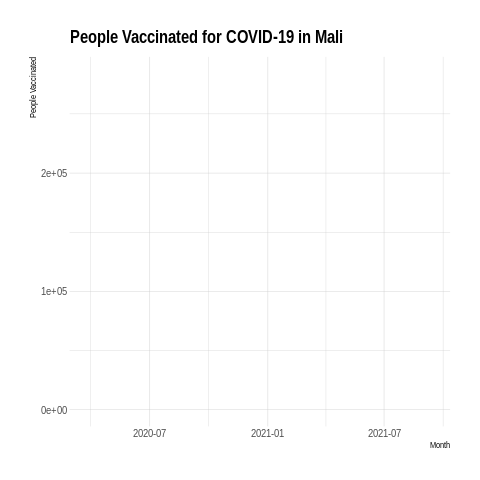 People Vaccinated for COVID-19 in Mali
People Vaccinated
2e+05
1e+05
0e+00
2020-07 2021-01 2021-07
Month